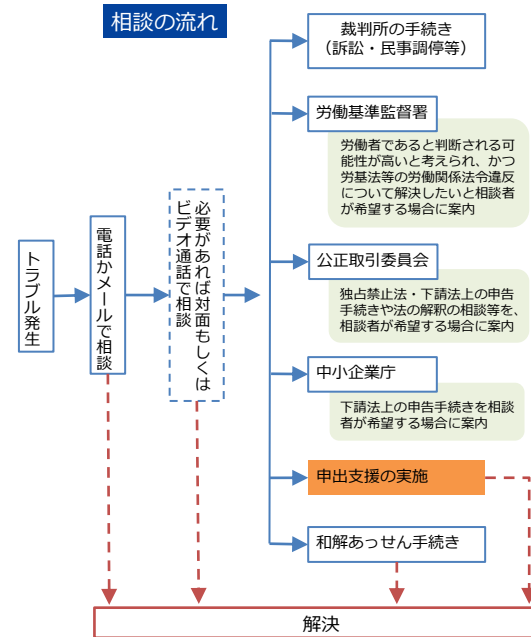 相談の流れ
トラブル発生
電話かメールで相談
必要があれば対面もしくは
ビデオ通話で相談
裁判所の手続き
（訴訟・民事調停等）
労働基準監督署
労働者であると判断される可
能性が高いと考えられ、かつ
労基法等の労働関係法令違反
について解決したいと相談者
が希望する場合に案内
公正取引委員会
独占禁止法・下請法上の申告
手続きや法の解釈の相談等を、
相談者が希望する場合に案内
中小企業庁
下請法上の申告手続きを相談
者が希望する場合に案内
申出支援の実施
和解あっせん手続き
解決